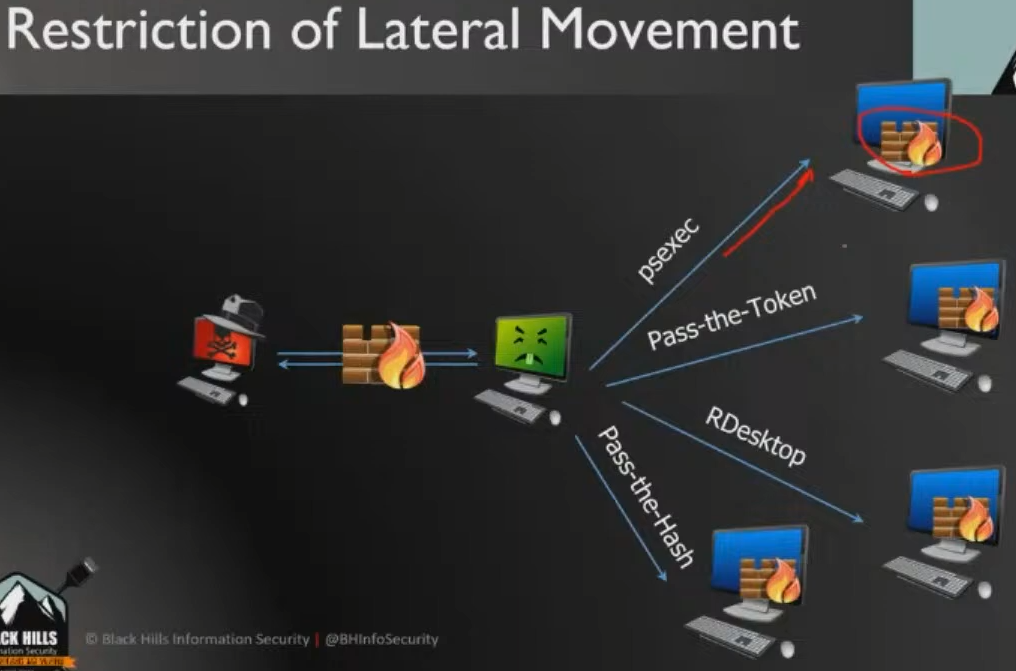 Restriction of Lateral Movement
psexec
Pass-the-Token
RDesktop
Pass-the-Hash
ACK HILLS
mation Security
© Black Hills Information Security | @BHInfoSecurity